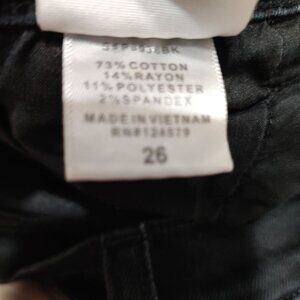 73% COTTON
14% RAYON
11% POLYESTER
2% SPANDEX
MADE IN VIETNAM
RN#124579
26